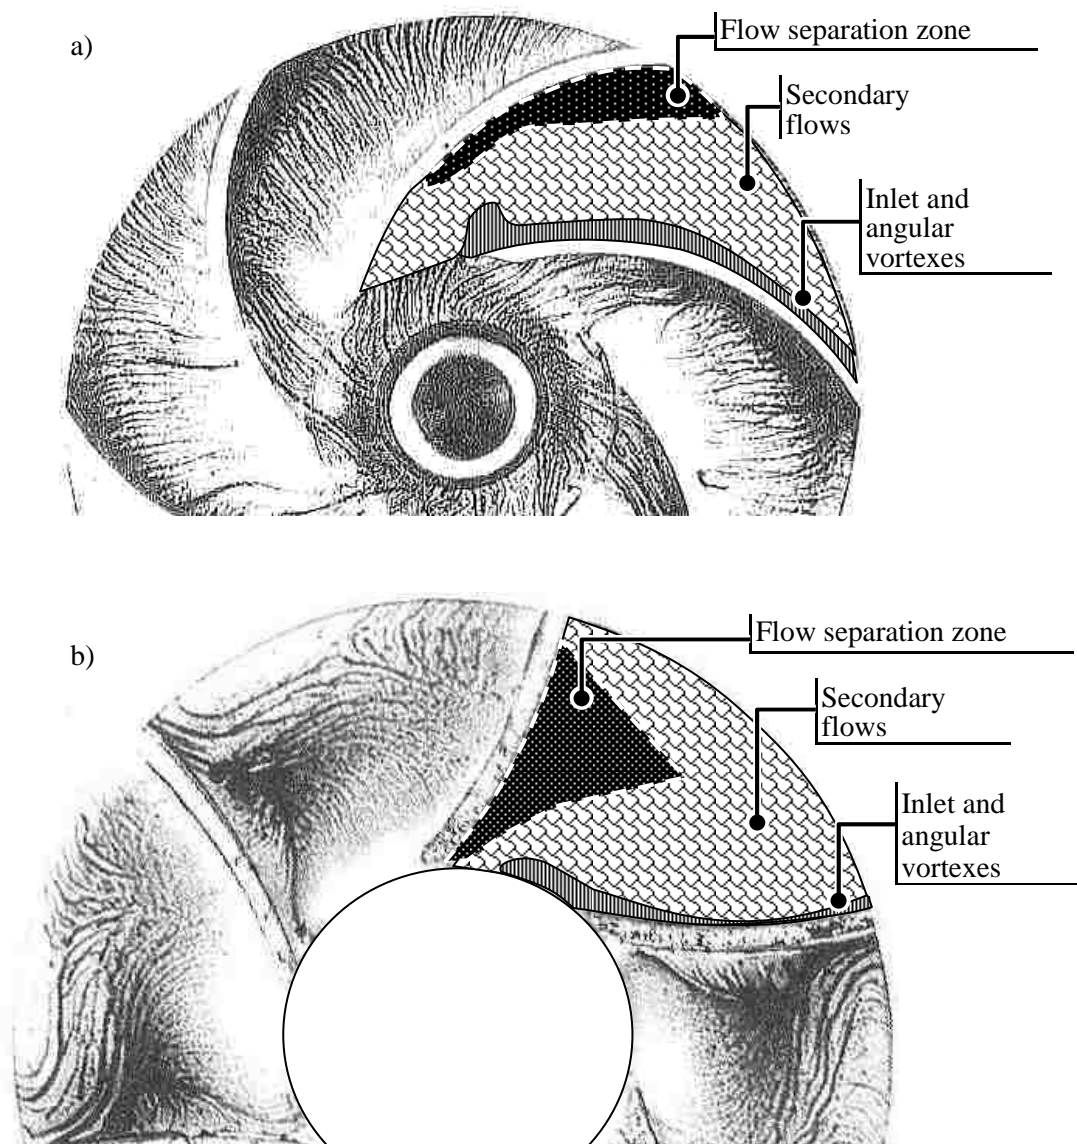 a)
Flow separation zone
Secondary
flows
Inlet and
angular
vortexes
b)
Flow separation zone
Secondary
flows
Inlet and
angular
vortexes